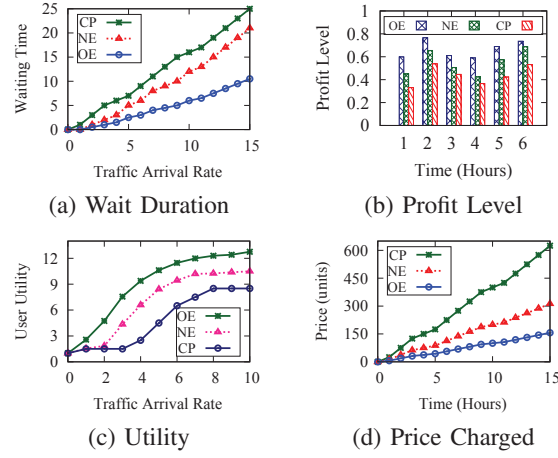 25
20
15
10
5
0
Waiting Time
CP
NE
OE
0 5 10 15
Traffic Arrival Rate
(a) Wait Duration
1
0.8
0.6
0.4
0.2
0
Profit Level
OE NE CP
1 2 3 4 5 6
Time (Hours)
(b) Profit Level
12
9
6
3
0
User Utility
OE
NE
CP
0 2 4 6 8 10
Traffic Arrival Rate
(c) Utility
600
450
300
150
0
Price (units)
CP
NE
OE
0 5 10 15
Time (Hours)
(d) Price Charged